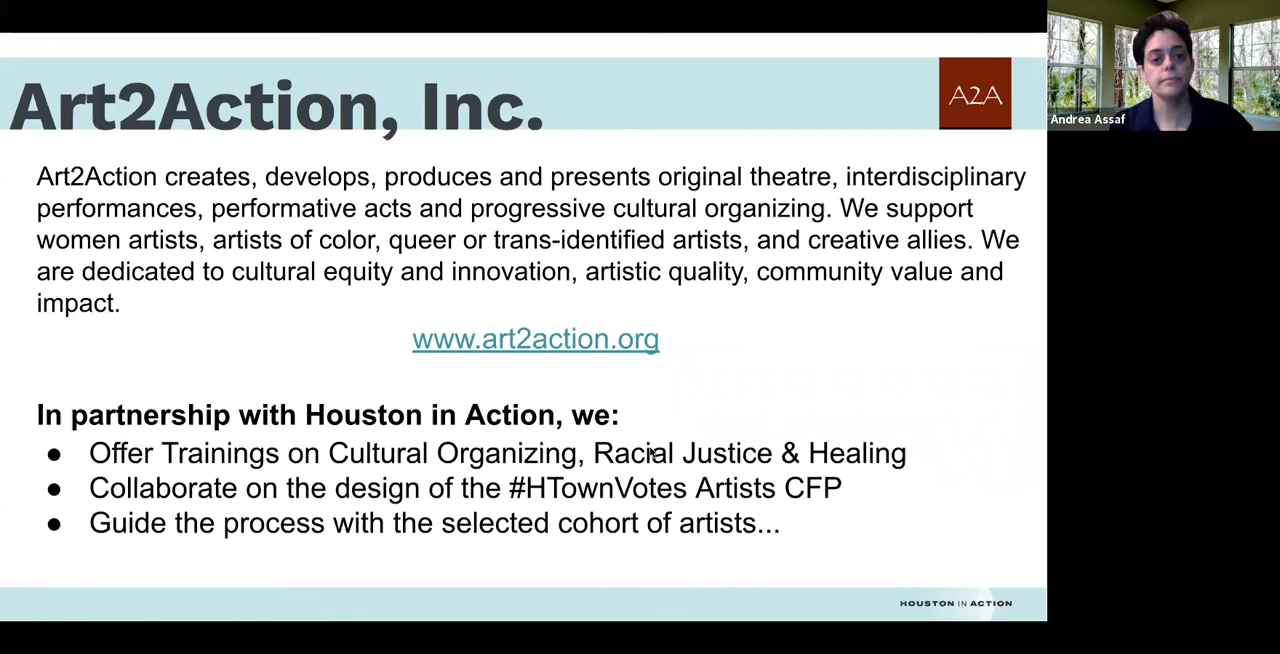 Art2Action, Inc.
A2A
Andrea Assaf
Art2Action creates, develops, produces and presents original theatre, interdisciplinary
performances, performative acts and progressive cultural organizing. We support
women artists, artists of color, queer or trans-identified artists, and creative allies. We
are dedicated to cultural equity and innovation, artistic quality, community value and
impact.
www.art2action.org
In partnership with Houston in Action, we:
● Offer Trainings on Cultural Organizing, Racial Justice & Healing
● Collaborate on the design of the #HTownVotes Artists CFP
● Guide the process with the selected cohort of artists...
HOUSTON IN ACTION